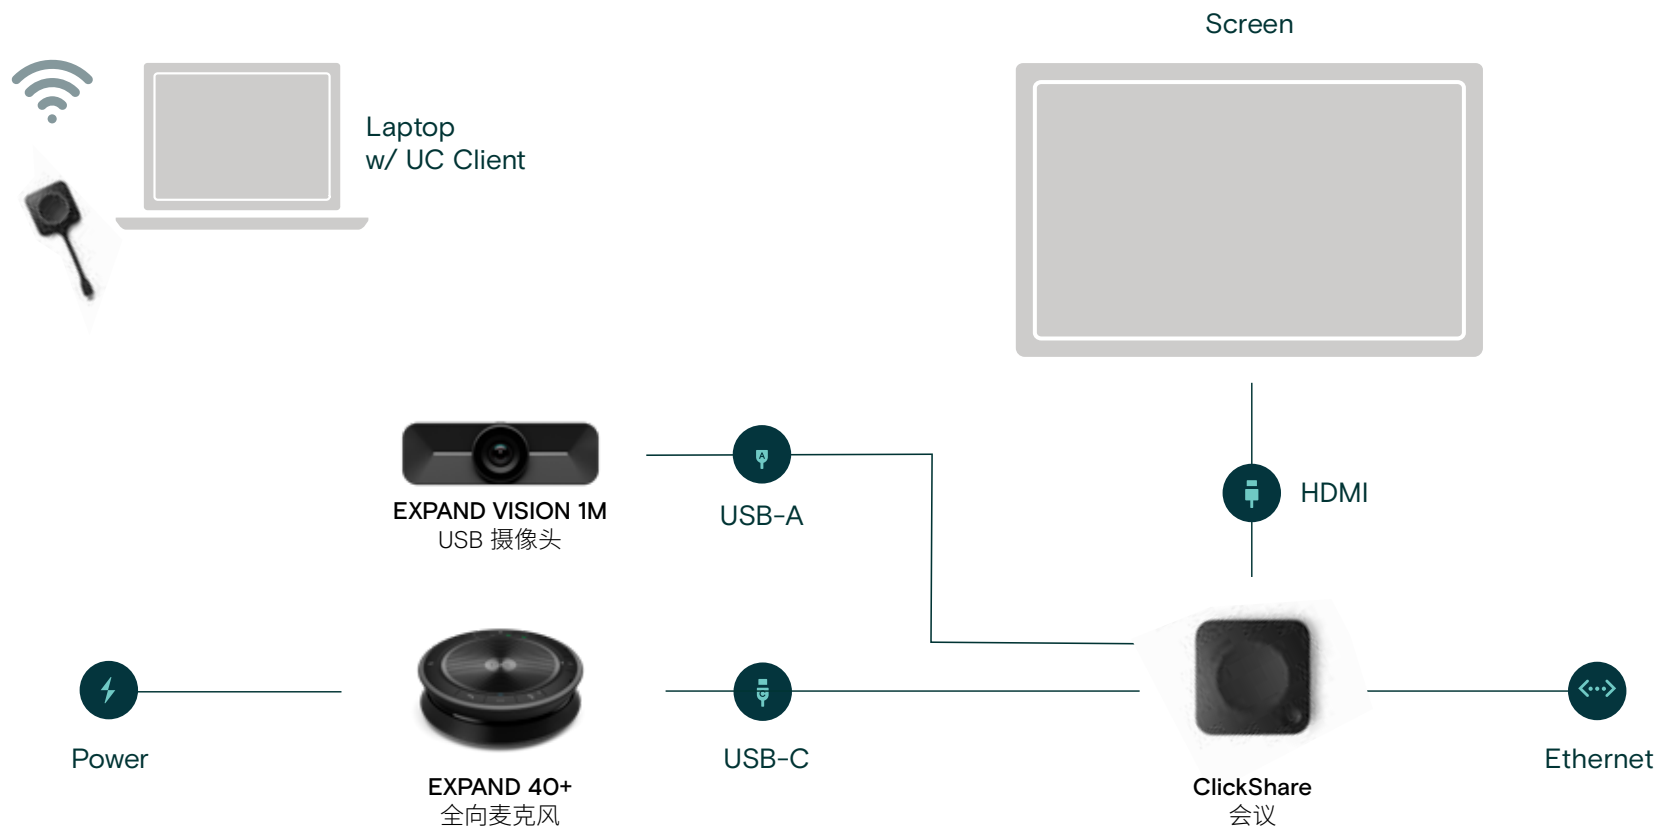 Screen
Laptop
w/ UC Client
HDMI
EXPAND VISION 1M
USB 摄像头
USB-A
A
Power
EXPAND 40+
全向麦克风
USB-C
C
ClickShare
会议
Ethernet